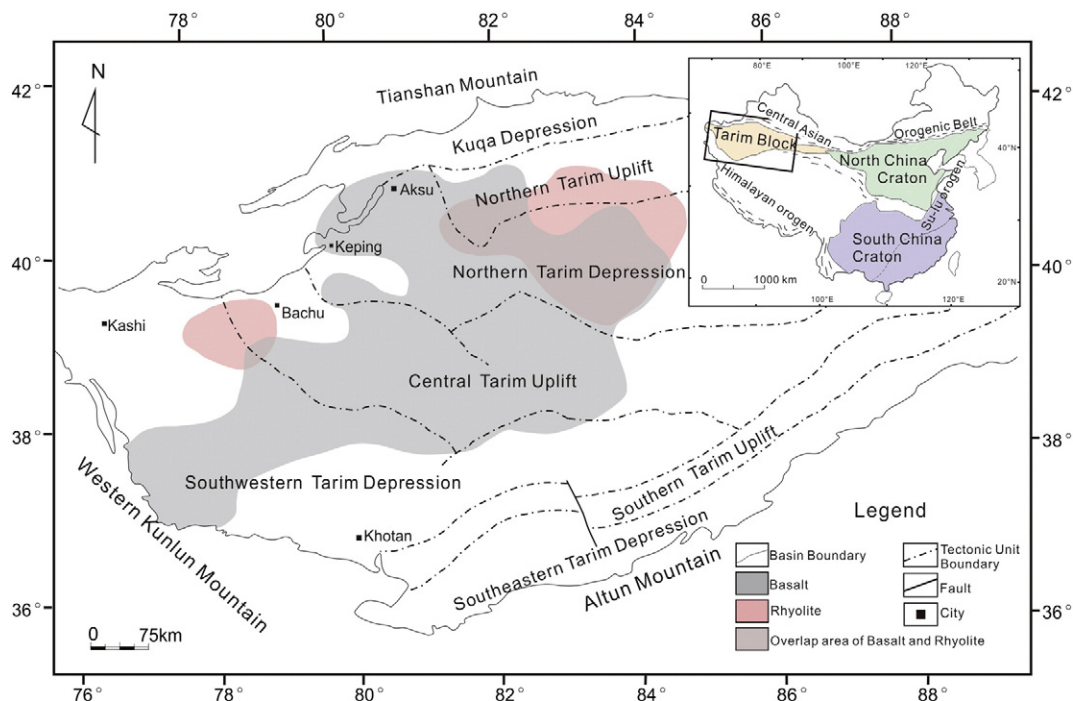 78° 80° 82° 84° 86° 88°
N
42°
40°
38°
36°
42°
40°
38°
36°
76° 78° 80° 82° 84° 86° 88°
Tianshan Mountain
Kuqa Depression
Northern Tarim Uplift
Aksu
Keping
Northern Tarim Depression
Kashi
Bachu
Central Tarim Uplift
Southwestern Tarim Depression
Southern Tarim Uplift
Khotan
Southeastern Tarim Depression
Western Kunlun Mountain
Altun Mountain
0 75km
80°E 100°E 120°E
Central Asian
Orogenic Belt
Tarim Block
North China
Craton
40°N
Himalayan orogen
Su-lu orogen
South China
Craton
0 1000 km
20°N
100°E 120°E
Legend
Basin Boundary
Basalt
Rhyolite
Overlap area of Basalt and Rhyolite
Tectonic Unit
Boundary
Fault
City